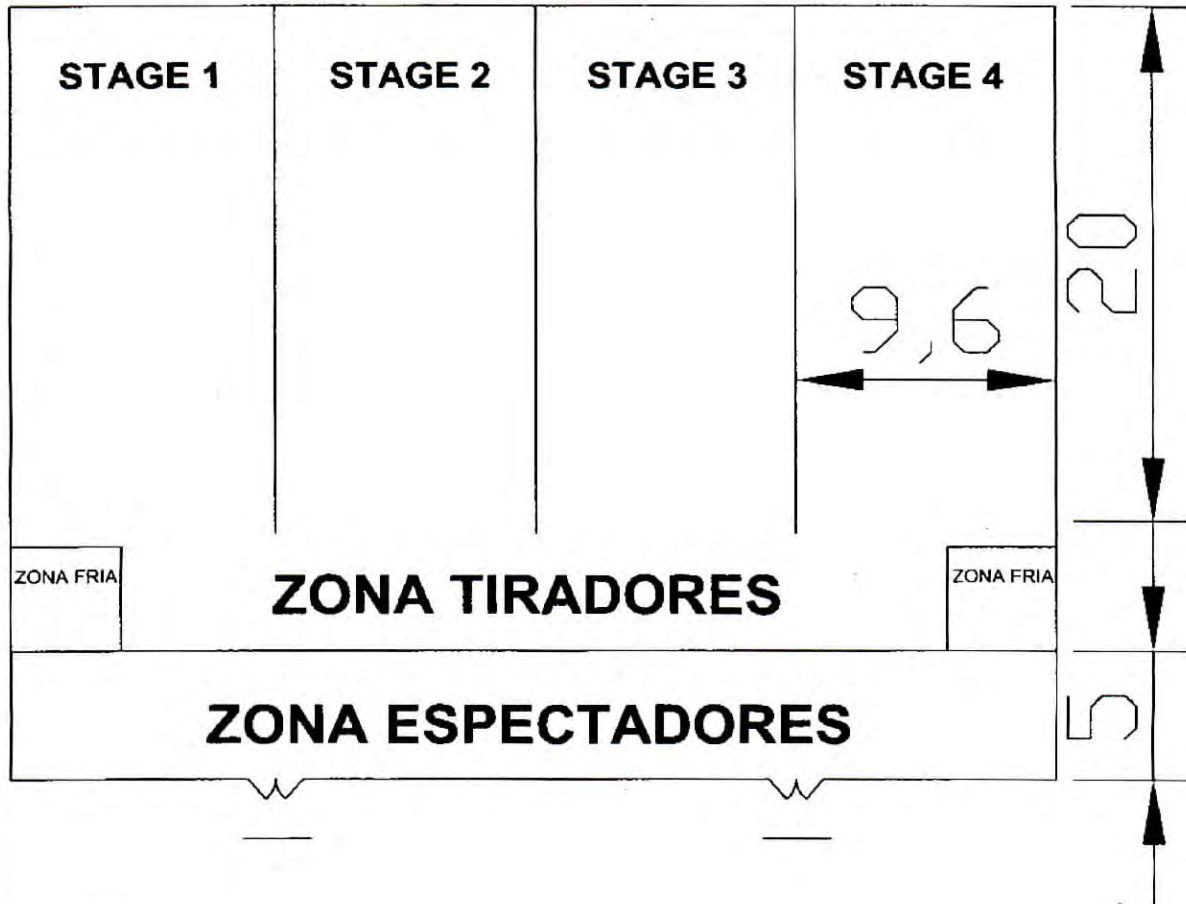 STAGE 1 STAGE 2 STAGE 3 STAGE 4
20
9,6
ZONA FRIA ZONA TIRADORES ZONA FRIA
ZONA ESPECTADORES 5